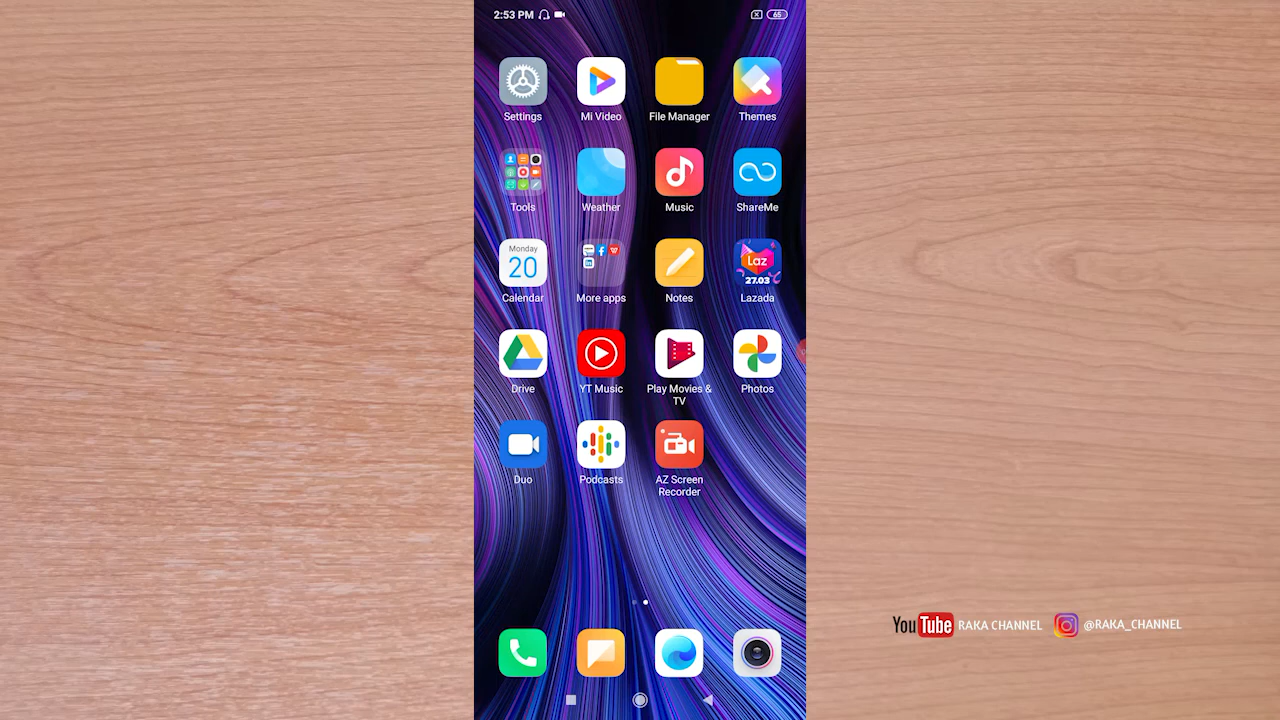 2:53 PM
65
Settings
Mi Video
File Manager
Themes
Tools
Weather
Music
ShareMe
Monday
20
Calendar
More apps
Notes
Laz
27.03
Lazada
Drive
YT Music
Play Movies &
TV
Photos
Duo
Podcasts
AZ Screen
Recorder
YouTube RAKA CHANNEL
@RAKA_CHANNEL